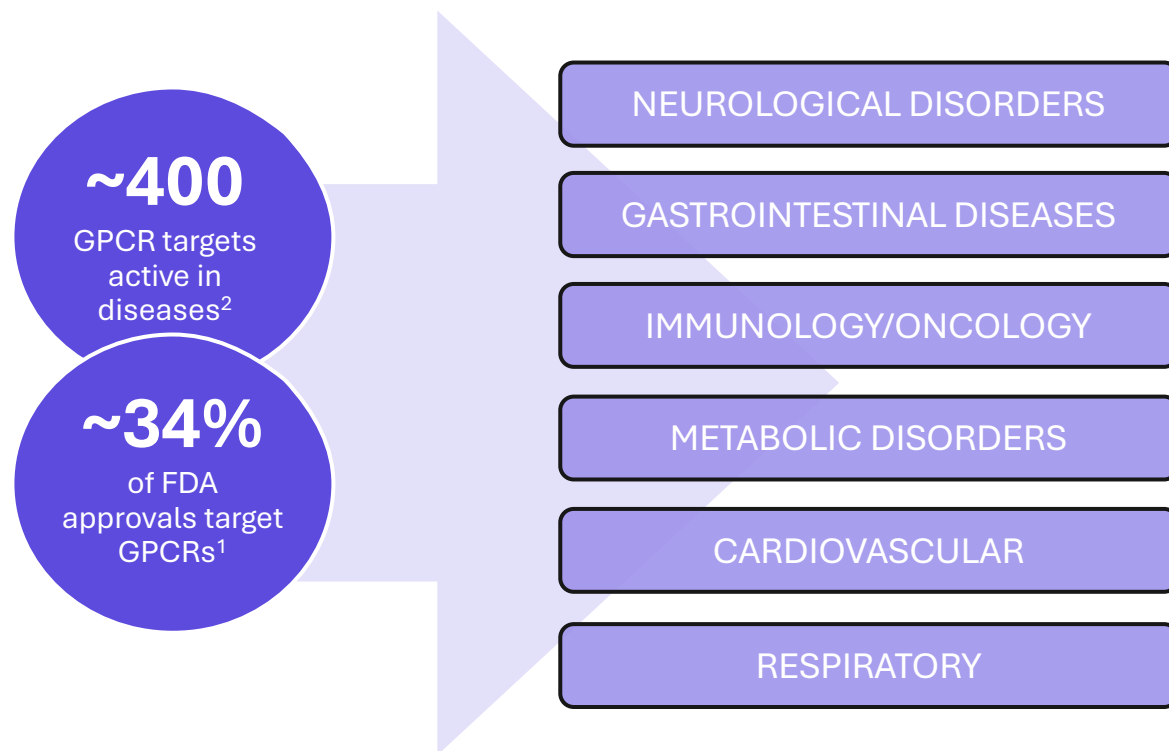 ~400
GPCR targets
active in
diseases²
~34%
of FDA
approvals target
GPCRs¹
NEUROLOGICAL DISORDERS
GASTROINTESTINAL DISEASES
IMMUNOLOGY/ONCOLOGY
METABOLIC DISORDERS
CARDIOVASCULAR
RESPIRATORY